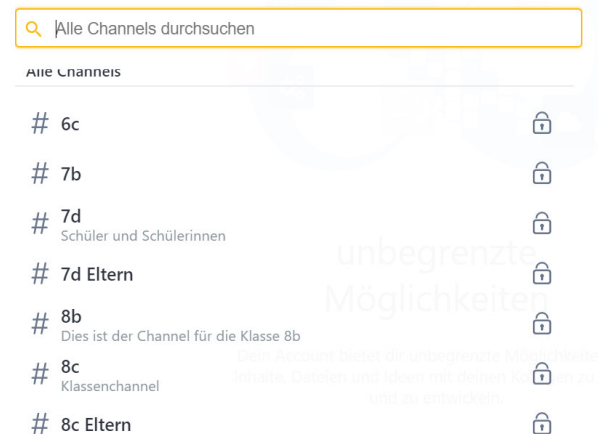 Alle Channels durchsuchen
Alle Channels
# 6c
# 7b
# 7d
Schüler und Schülerinnen
# 7d Eltern
# 8b
Dies ist der Channel für die Klasse 8b
# 8c
Klassenchannel
# 8c Eltern
unbegrenzte
Möglichkeiten
Dein Account bietet dir unbegrenzte Möglichkeite
Inhalte, Dateien und Ideen mit deinen zu
und zu entwickeln.